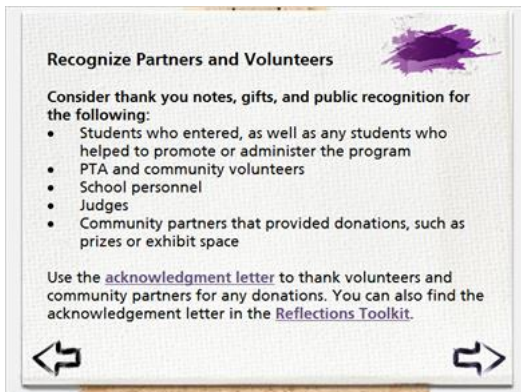 Recognize Partners and Volunteers
Consider thank you notes, gifts, and public recognition for
the following:
• Students who entered, as well as any students who
helped to promote or administer the program
• PTA and community volunteers
• School personnel
• Judges
• Community partners that provided donations, such as
prizes or exhibit space
Use the acknowledgment letter to thank volunteers and
community partners for any donations. You can also find the
acknowledgement letter in the Reflections Toolkit.